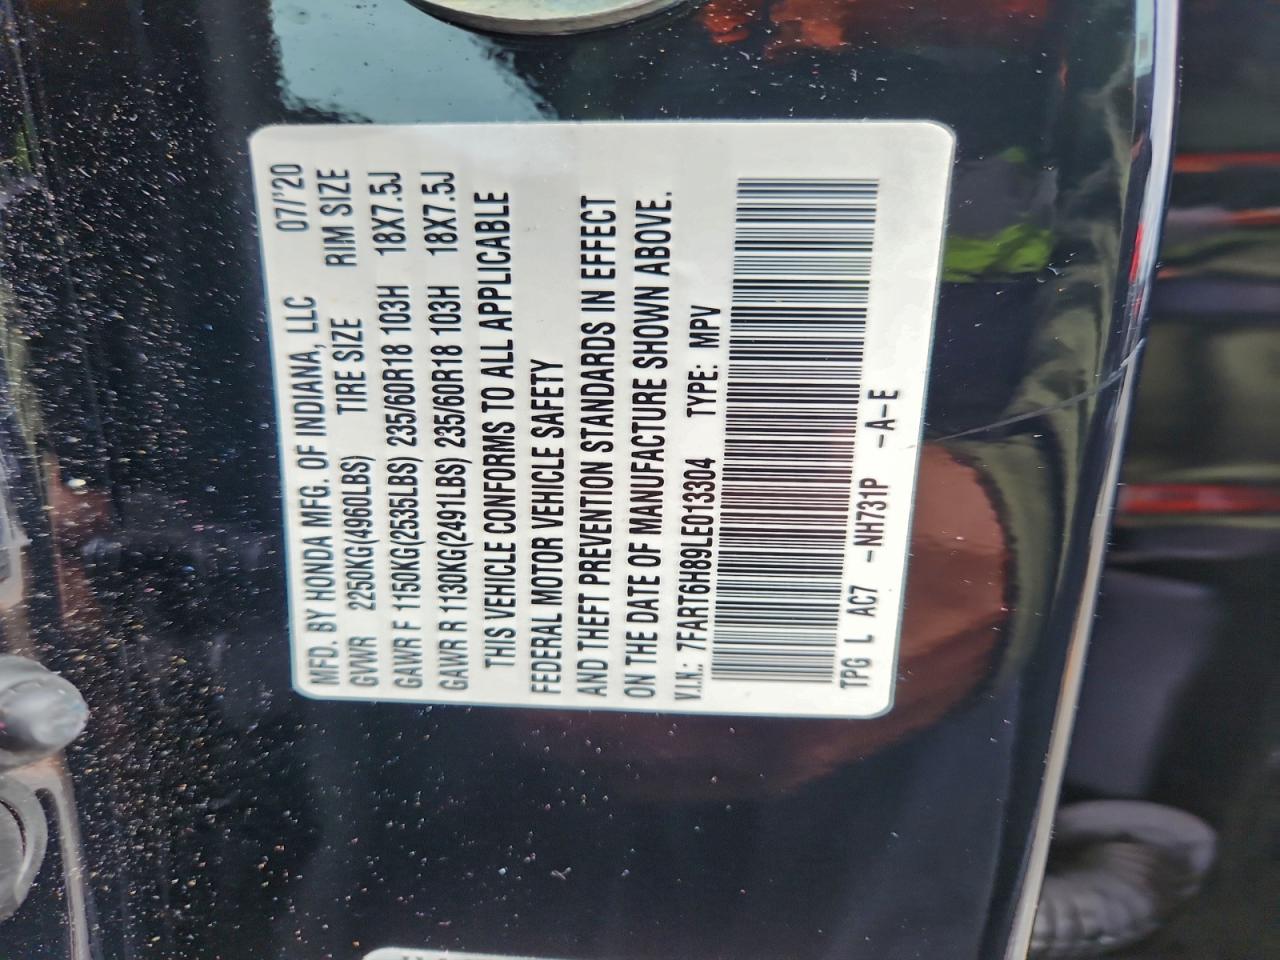 MFD. BY HONDA MFG. OF INDIANA, LLC 07/'20
GVWR 2250KG(4960LBS) TIRE SIZE RIM SIZE
GAWR F 1150KG(2535LBS) 235/60R18 103H 18X7.5J
GAWR R 1130KG(2491LBS) 235/60R18 103H 18X7.5J
THIS VEHICLE CONFORMS TO ALL APPLICABLE
FEDERAL MOTOR VEHICLE SAFETY
AND THEFT PREVENTION STANDARDS IN EFFECT
ON THE DATE OF MANUFACTURE SHOWN ABOVE.
V.I.N.: 7FART6H89LE013304 TYPE: MPV
TPG L AC7 -NH731P -A-E